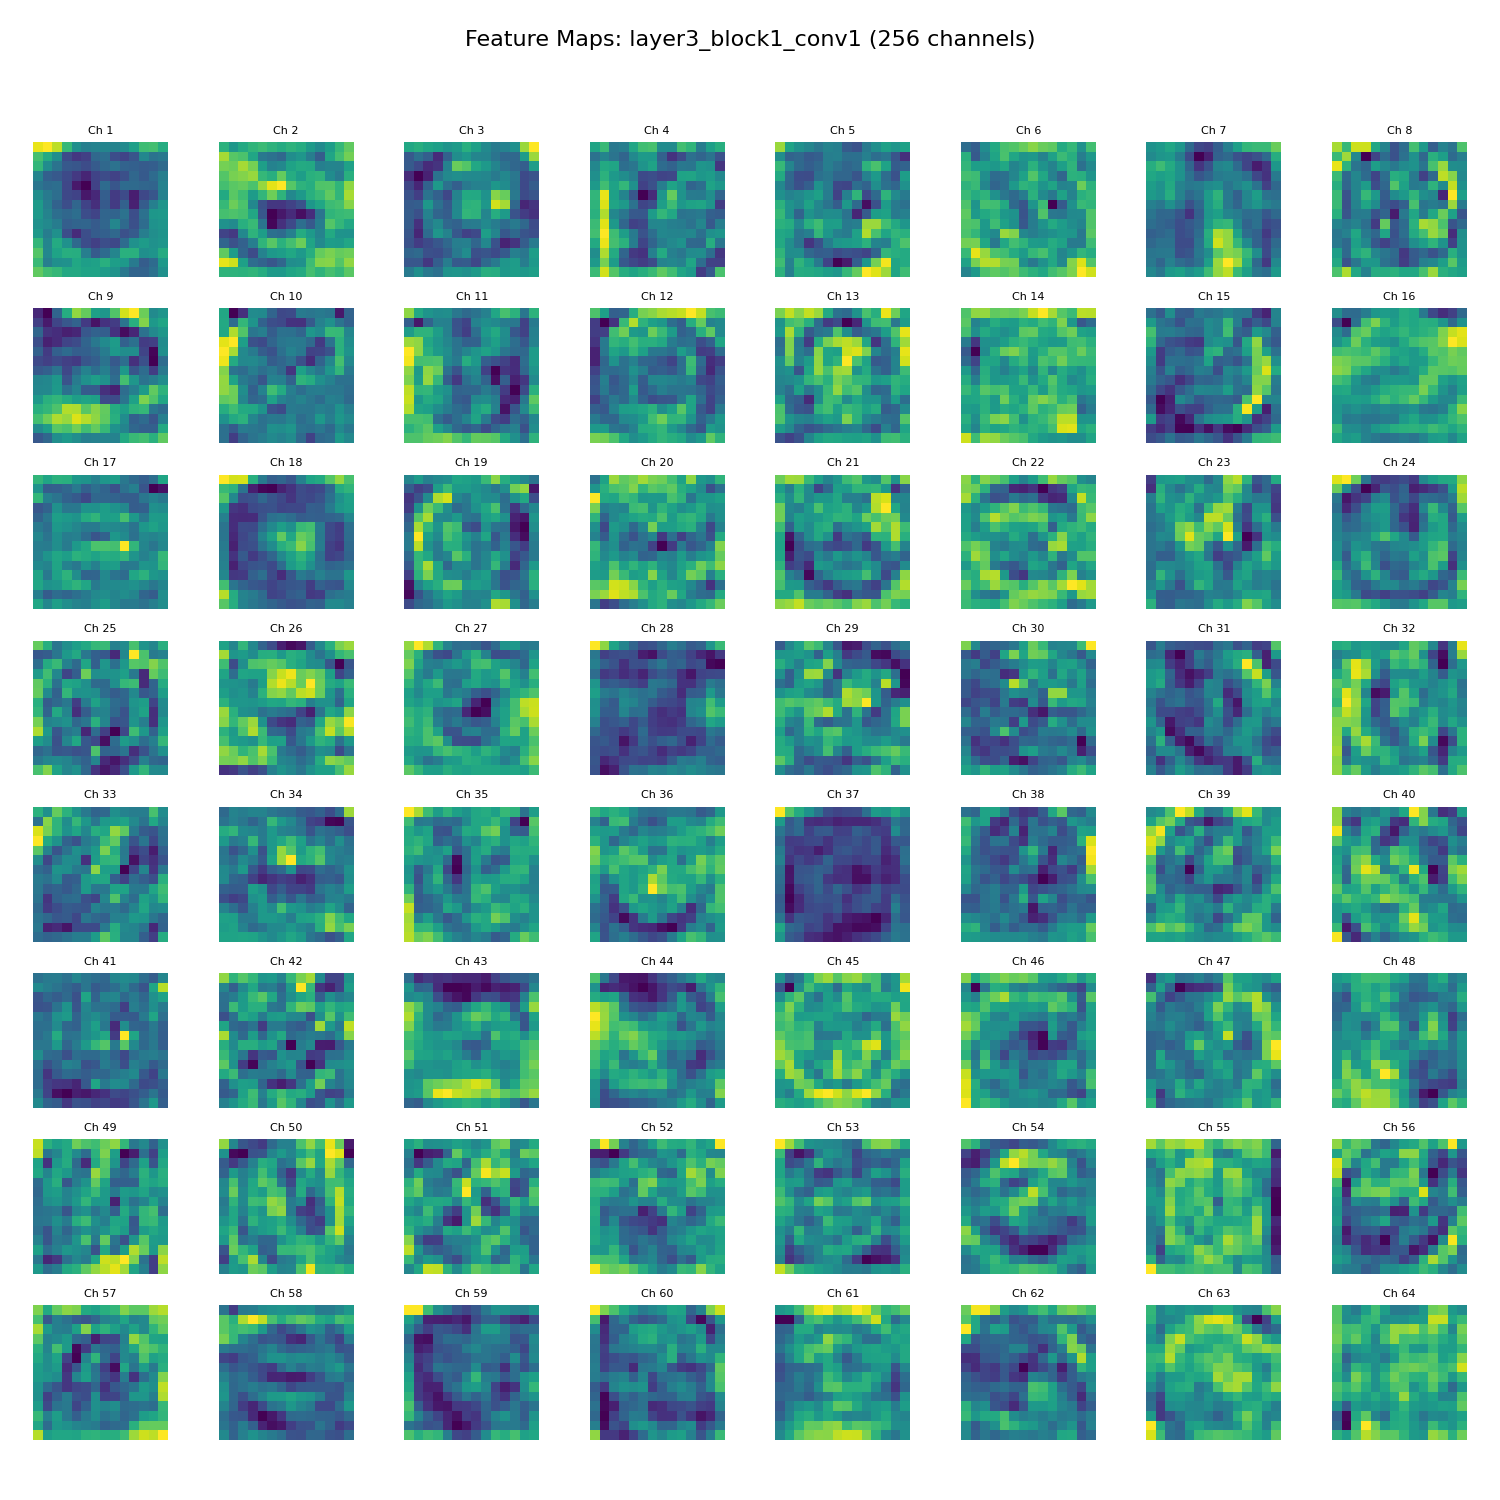 Feature Maps: layer3_block1_conv1 (256 channels)
Ch 1 Ch 2 Ch 3 Ch 4 Ch 5 Ch 6 Ch 7 Ch 8
Ch 9 Ch 10 Ch 11 Ch 12 Ch 13 Ch 14 Ch 15 Ch 16
Ch 17 Ch 18 Ch 19 Ch 20 Ch 21 Ch 22 Ch 23 Ch 24
Ch 25 Ch 26 Ch 27 Ch 28 Ch 29 Ch 30 Ch 31 Ch 32
Ch 33 Ch 34 Ch 35 Ch 36 Ch 37 Ch 38 Ch 39 Ch 40
Ch 41 Ch 42 Ch 43 Ch 44 Ch 45 Ch 46 Ch 47 Ch 48
Ch 49 Ch 50 Ch 51 Ch 52 Ch 53 Ch 54 Ch 55 Ch 56
Ch 57 Ch 58 Ch 59 Ch 60 Ch 61 Ch 62 Ch 63 Ch 64